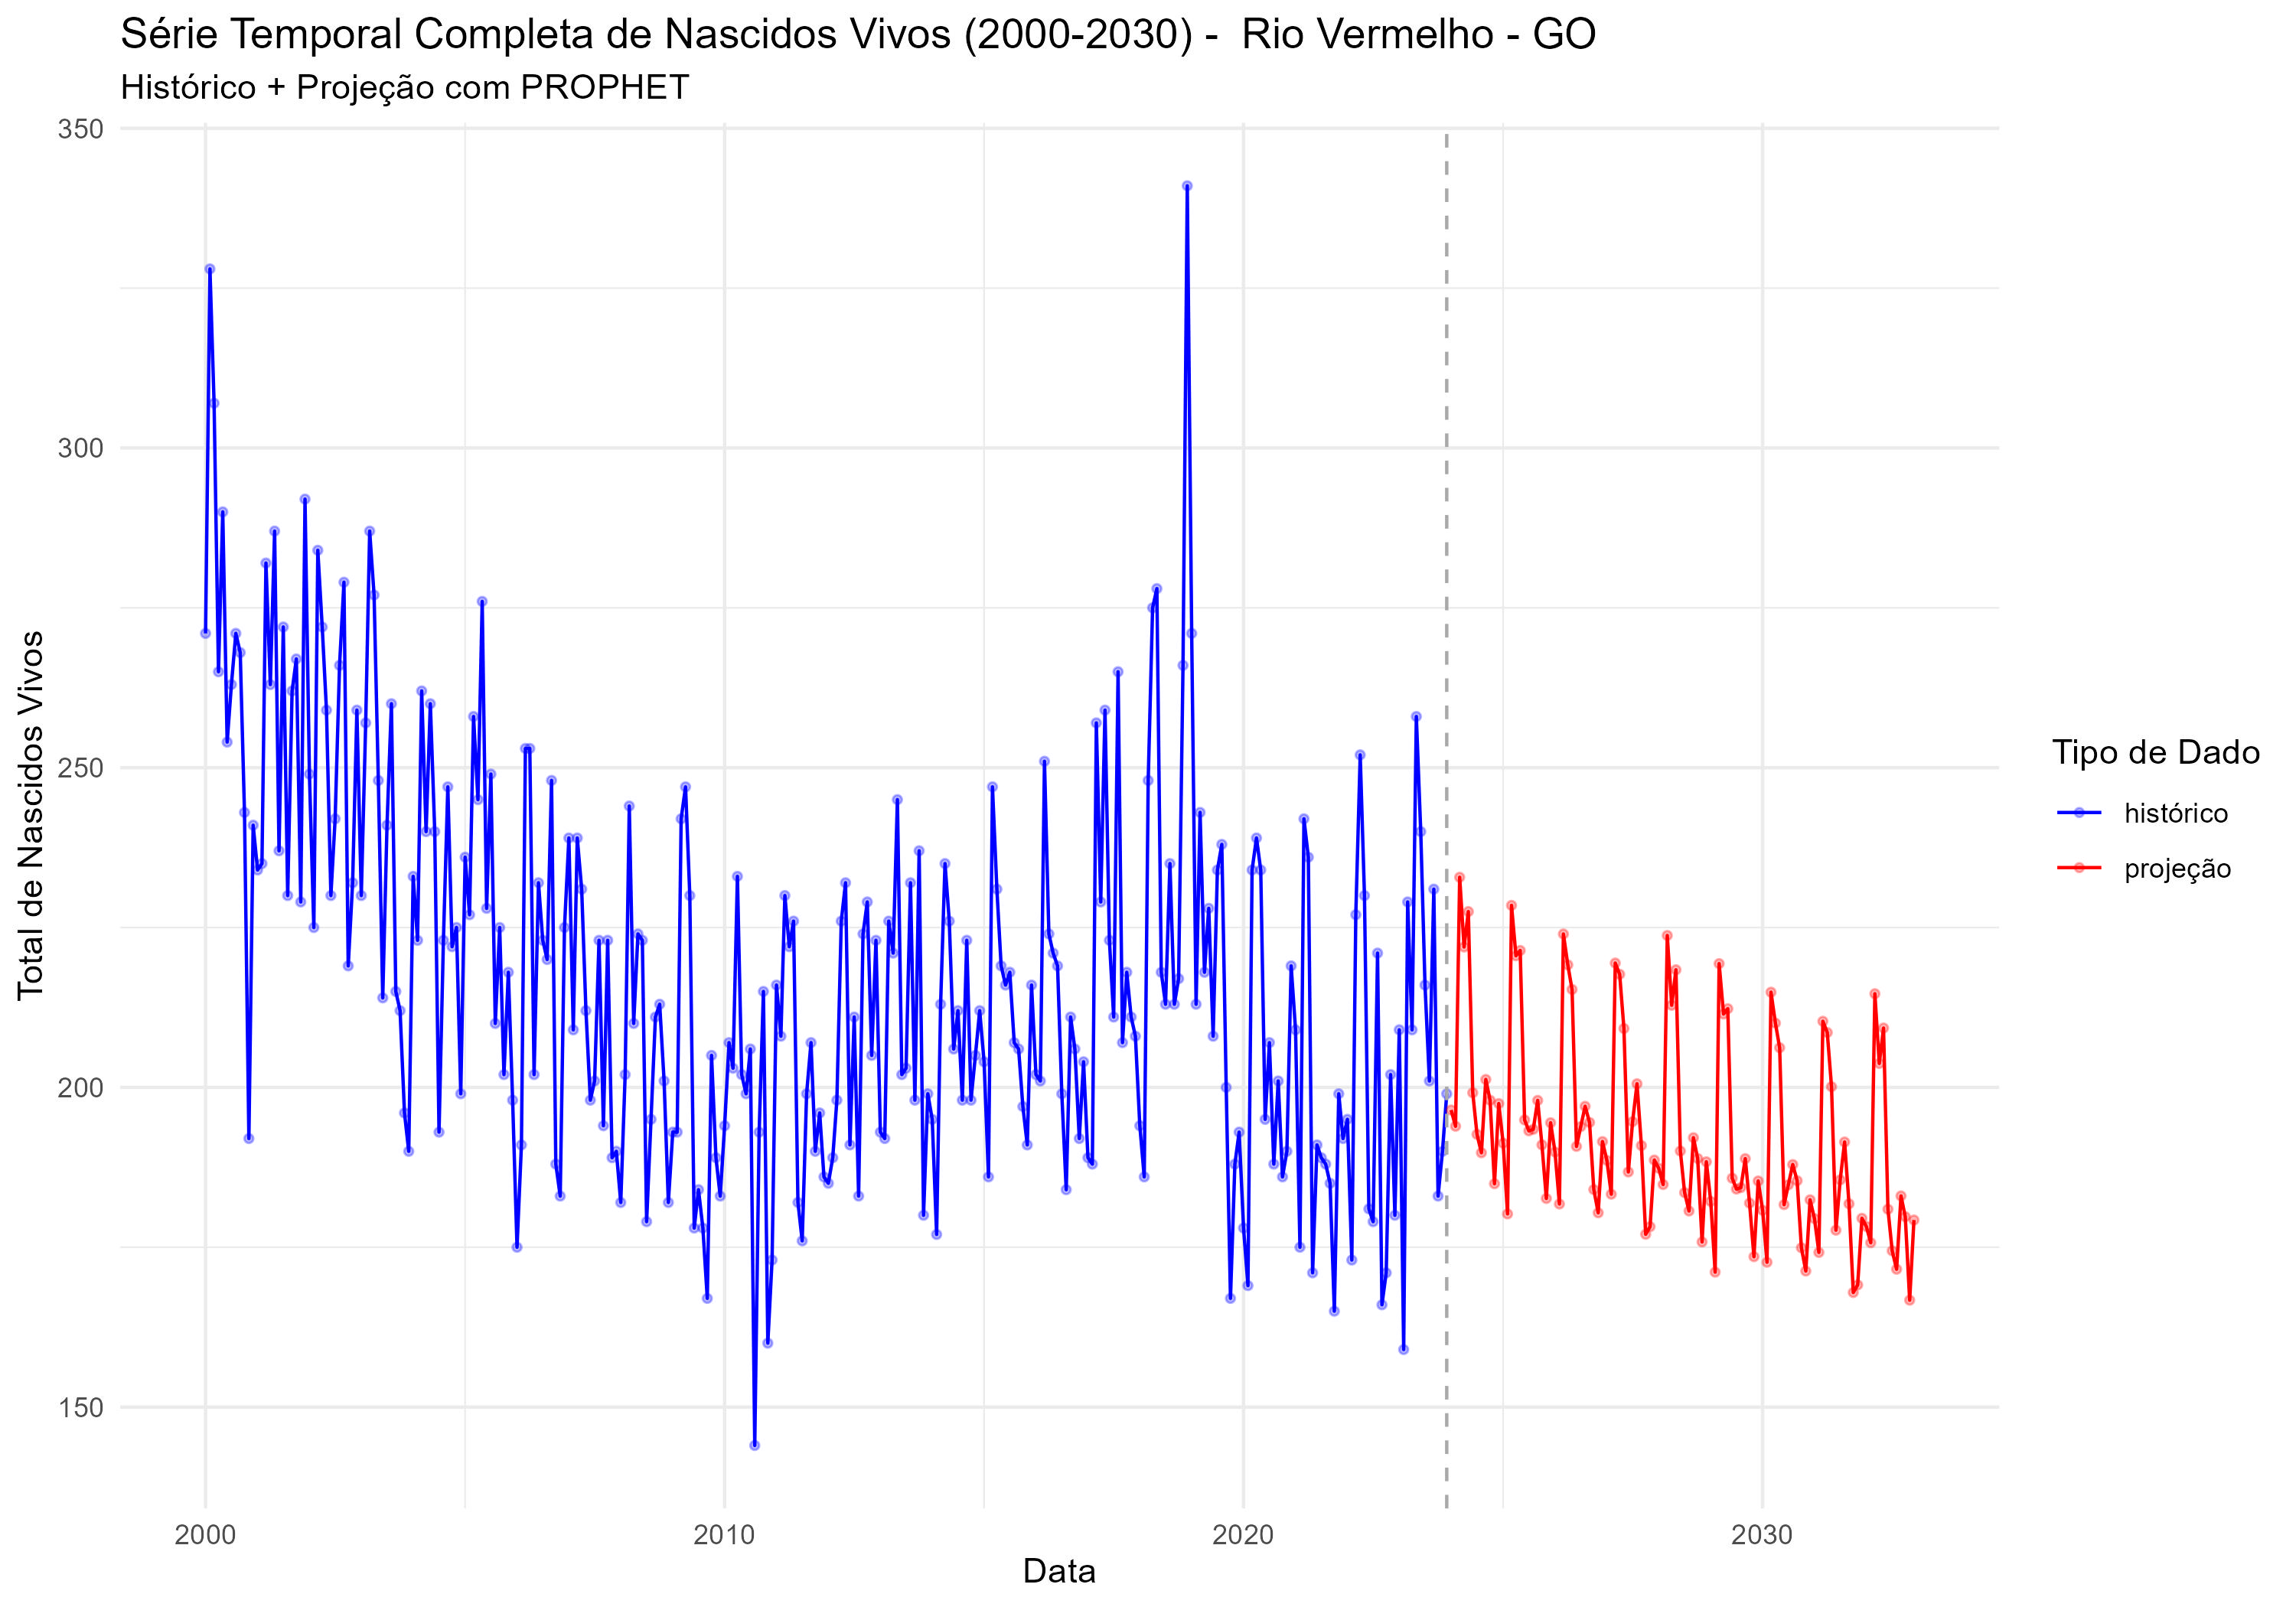 Série Temporal Completa de Nascidos Vivos (2000-2030) -  Rio Vermelho - GO
Histórico + Projeção com PROPHET
350
300
250
200
150
Total de Nascidos Vivos
2000
2010
2020
2030
Data
Tipo de Dado
histórico
projeção